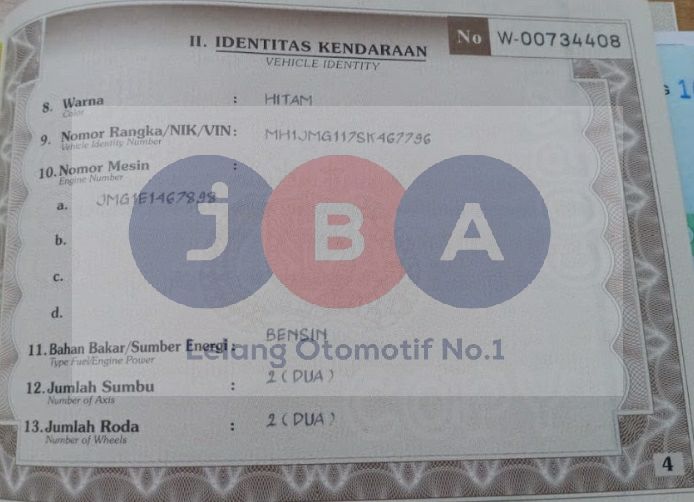 II. IDENTITAS KENDARAAN
VEHICLE IDENTITY
No W-00734408
8. Warna : HITAM
Color
9. Nomor Rangka/NIK/VIN: MH1JMG117SK467796
Vehicle Identity Number
10. Nomor Mesin :
Engine Number
a. JMG1E1467898
b.
c.
d.
jBA
Lelang Otomotif No.1
11. Bahan Bakar/Sumber Energi : BENSIN
Type Fuel/Engine Power
12. Jumlah Sumbu : 2 ( DUA )
Number of Axis
13. Jumlah Roda : 2 ( DUA )
Number of Wheels
4